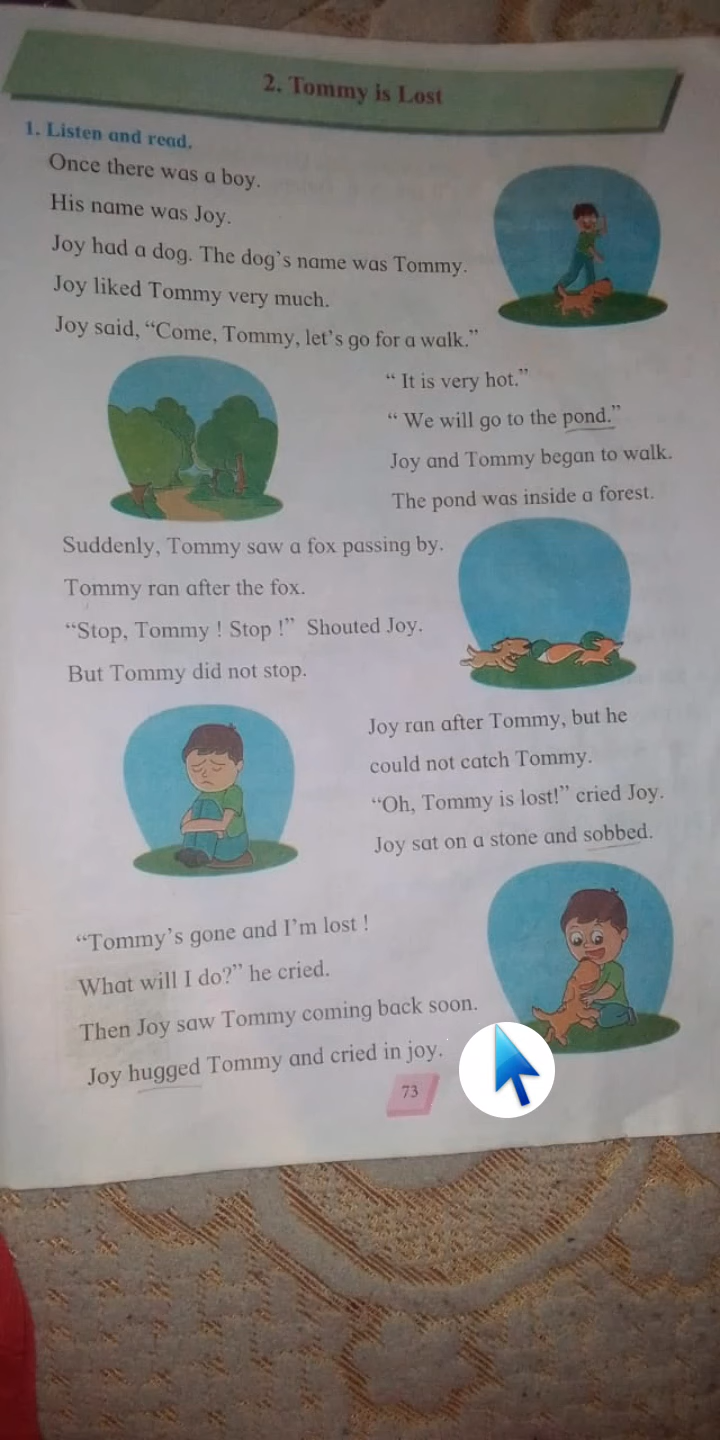 2. Tommy is Lost
1. Listen and read.
Once there was a boy.
His name was Joy.
Joy had a dog. The dog's name was Tommy.
Joy liked Tommy very much.
Joy said, “Come, Tommy, let's go for a walk.”
“ It is very hot.”
“ We will go to the pond.”
Joy and Tommy began to walk.
The pond was inside a forest.
Suddenly, Tommy saw a fox passing by.
Tommy ran after the fox.
“Stop, Tommy ! Stop !” Shouted Joy.
But Tommy did not stop.
Joy ran after Tommy, but he
could not catch Tommy.
“Oh, Tommy is lost!” cried Joy.
Joy sat on a stone and sobbed.
“Tommy's gone and I'm lost !
What will I do?” he cried.
Then Joy saw Tommy coming back soon.
Joy hugged Tommy and cried in joy.
73